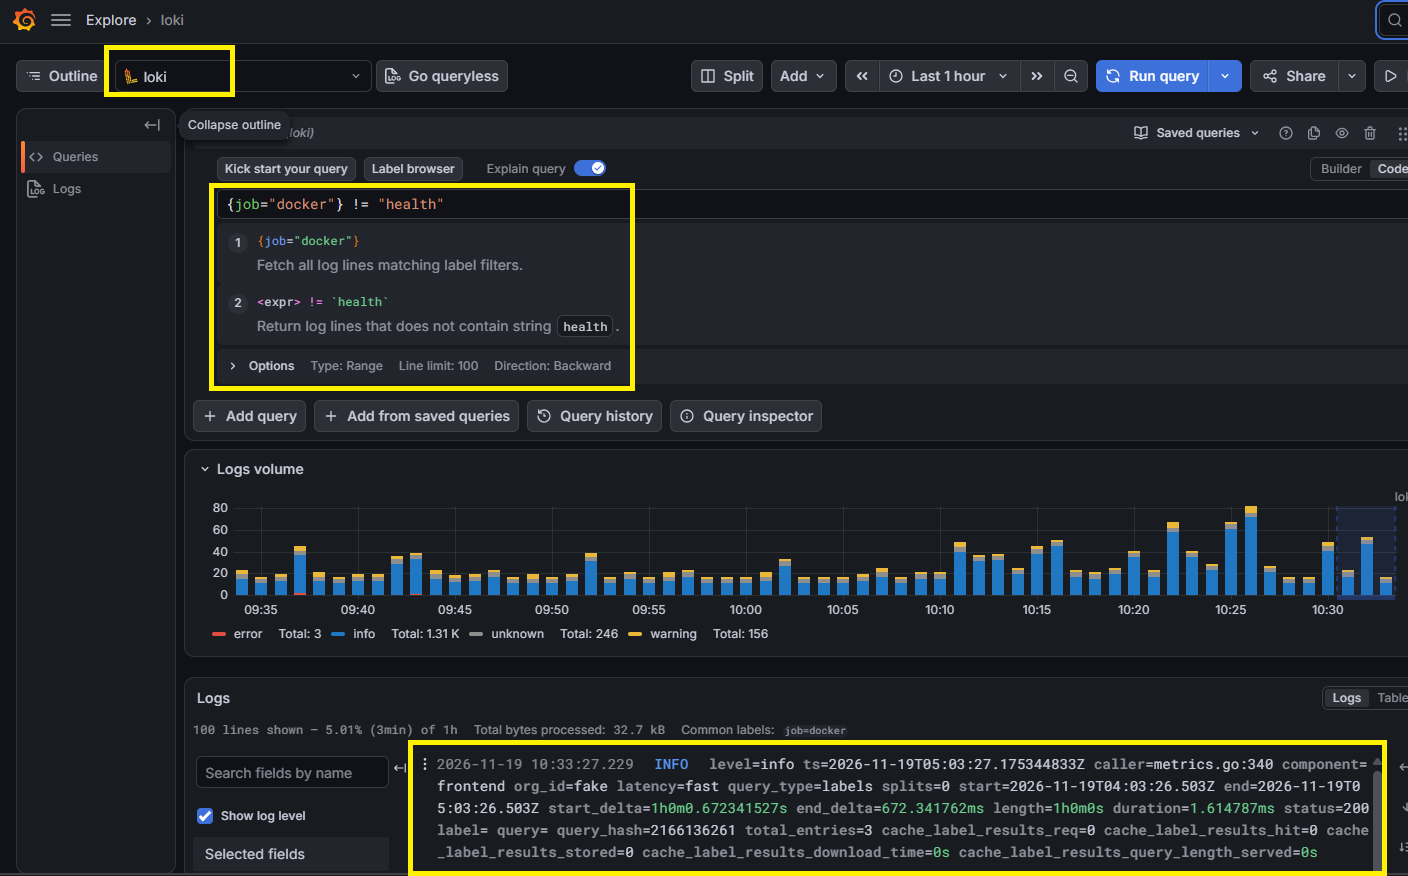 Explore › loki
Outline
loki
Go queryless
Split
Add
Last 1 hour
Run query
Share
Collapse outline
(loki)
Saved queries
Queries
Logs
Kick start your query
Label browser
Explain query
Builder
Code
{job="docker"} != "health"
1 {job="docker"}
Fetch all log lines matching label filters.
2 <expr> != `health`
Return log lines that does not contain string health .
Options Type: Range Line limit: 100 Direction: Backward
+ Add query
+ Add from saved queries
Query history
Query inspector
Logs volume
80
60
40
20
0
09:35 09:40 09:45 09:50 09:55 10:00 10:05 10:10 10:15 10:20 10:25 10:30
error Total: 3 info Total: 1.31 K unknown Total: 246 warning Total: 156
Logs
Logs Table
100 lines shown — 5.01% (3min) of 1h Total bytes processed: 32.7 kB Common labels: job=docker
Search fields by name
Show log level
Selected fields
2026-11-19 10:33:27.229 INFO level=info ts=2026-11-19T05:03:27.175344833Z caller=metrics.go:340 component=
frontend org_id=fake latency=fast query_type=labels splits=0 start=2026-11-19T04:03:26.503Z end=2026-11-19T0
5:03:26.503Z start_delta=1h0m0.672341527s end_delta=672.341762ms length=1h0m0s duration=1.614787ms status=200
label= query= query_hash=2166136261 total_entries=3 cache_label_results_req=0 cache_label_results_hit=0 cache
_label_results_stored=0 cache_label_results_download_time=0s cache_label_results_query_length_served=0s